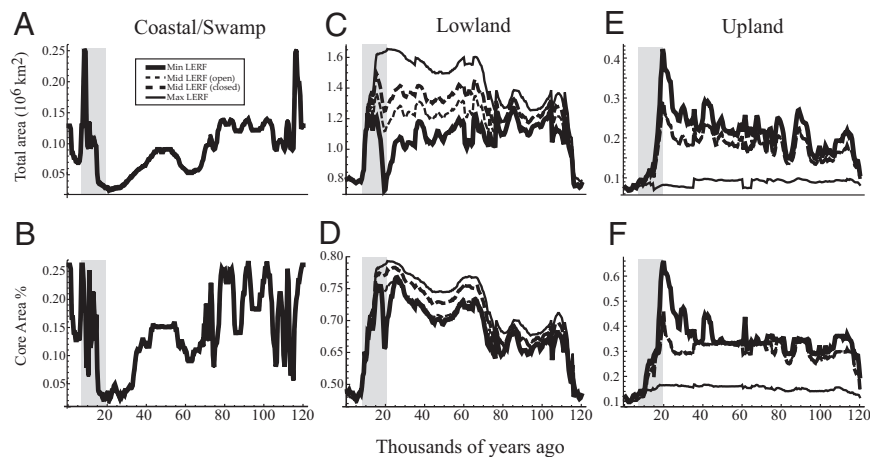 A Coastal/Swamp
C Lowland
E Upland
Total area (10⁶ km²)
0.25
0.20
0.15
0.10
0.05
Min LERF
Mid LERF (open)
Mid LERF (closed)
Max LERF
1.6
1.4
1.2
1.0
0.8
0.4
0.3
0.2
0.1
B
D
F
Core Area %
0.25
0.20
0.15
0.10
0.05
0 20 40 60 80 100 120
0.80
0.70
0.60
0.50
0 20 40 60 80 100 120
0.6
0.5
0.4
0.3
0.2
0.1
0 20 40 60 80 100 120
Thousands of years ago